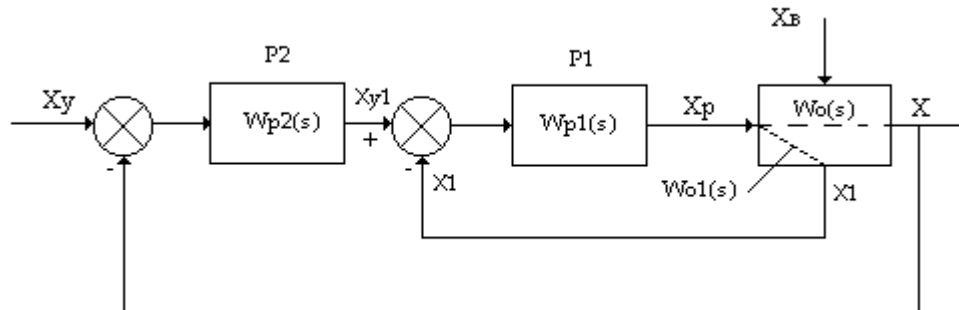 Xв
P2
P1
Xy
Wp2(s)
Xy1
+
-
Wp1(s)
Xp
Wo(s)
X
-
X1
Wo1(s)
X1